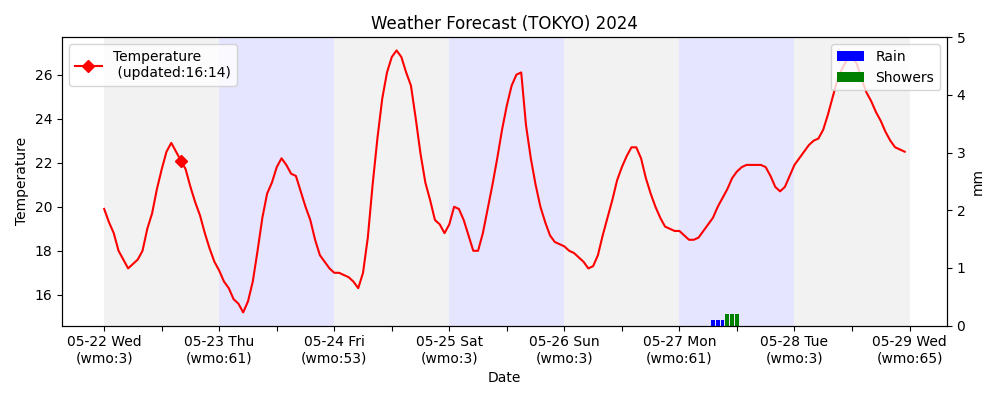 Weather Forecast (TOKYO) 2024
Temperature
(updated:16:14)
Rain
Showers
Temperature
26
24
22
20
18
16
5
4
3
2
1
0
mm
05-22 Wed
(wmo:3)
05-23 Thu
(wmo:61)
05-24 Fri
(wmo:53)
05-25 Sat
(wmo:3)
05-26 Sun
(wmo:3)
05-27 Mon
(wmo:61)
05-28 Tue
(wmo:3)
05-29 Wed
(wmo:65)
Date